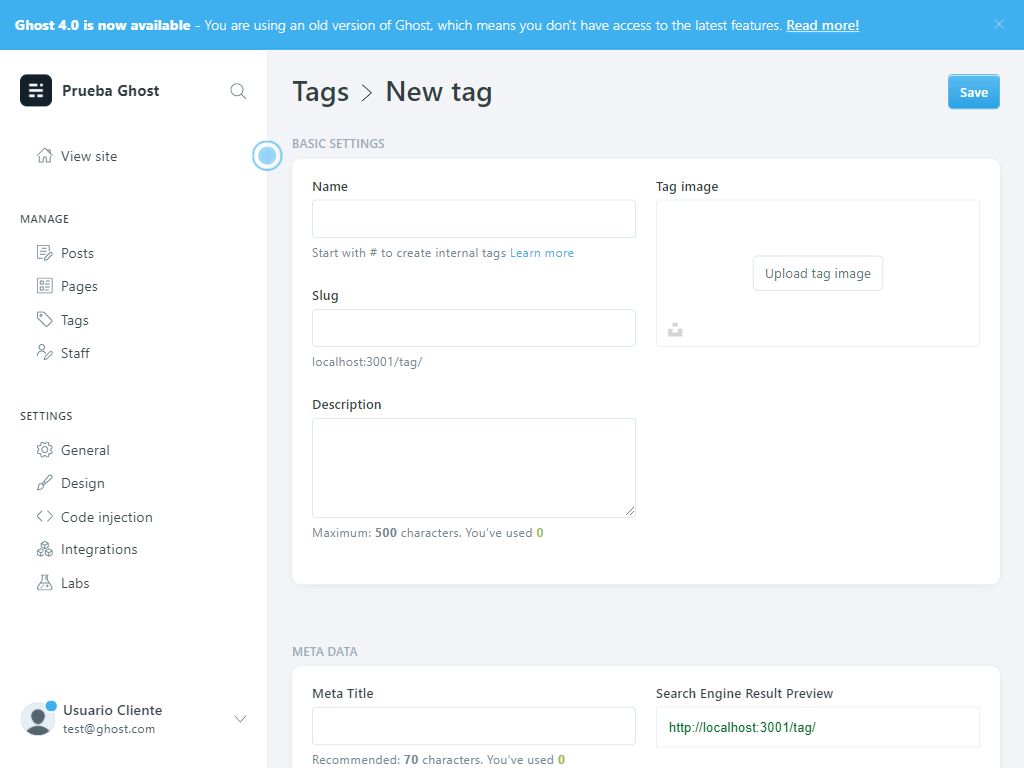 Ghost 4.0 is now available - You are using an old version of Ghost, which means you don't have access to the latest features. Read more!
Prueba Ghost
View site
MANAGE
Posts
Pages
Tags
Staff
SETTINGS
General
Design
Code injection
Integrations
Labs
Usuario Cliente
test@ghost.com
Tags > New tag
Save
BASIC SETTINGS
Name
Start with # to create internal tags Learn more
Slug
localhost:3001/tag/
Description
Maximum: 500 characters. You've used 0
Tag image
Upload tag image
META DATA
Meta Title
Recommended: 70 characters. You've used 0
Search Engine Result Preview
http://localhost:3001/tag/